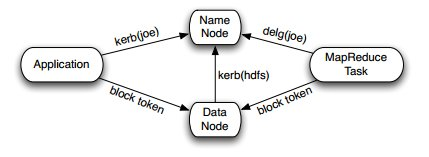 Name
Node
kerb(joe)
delg(joe)
Application
kerb(hdfs)
MapReduce
Task
block token
block token
Data
Node